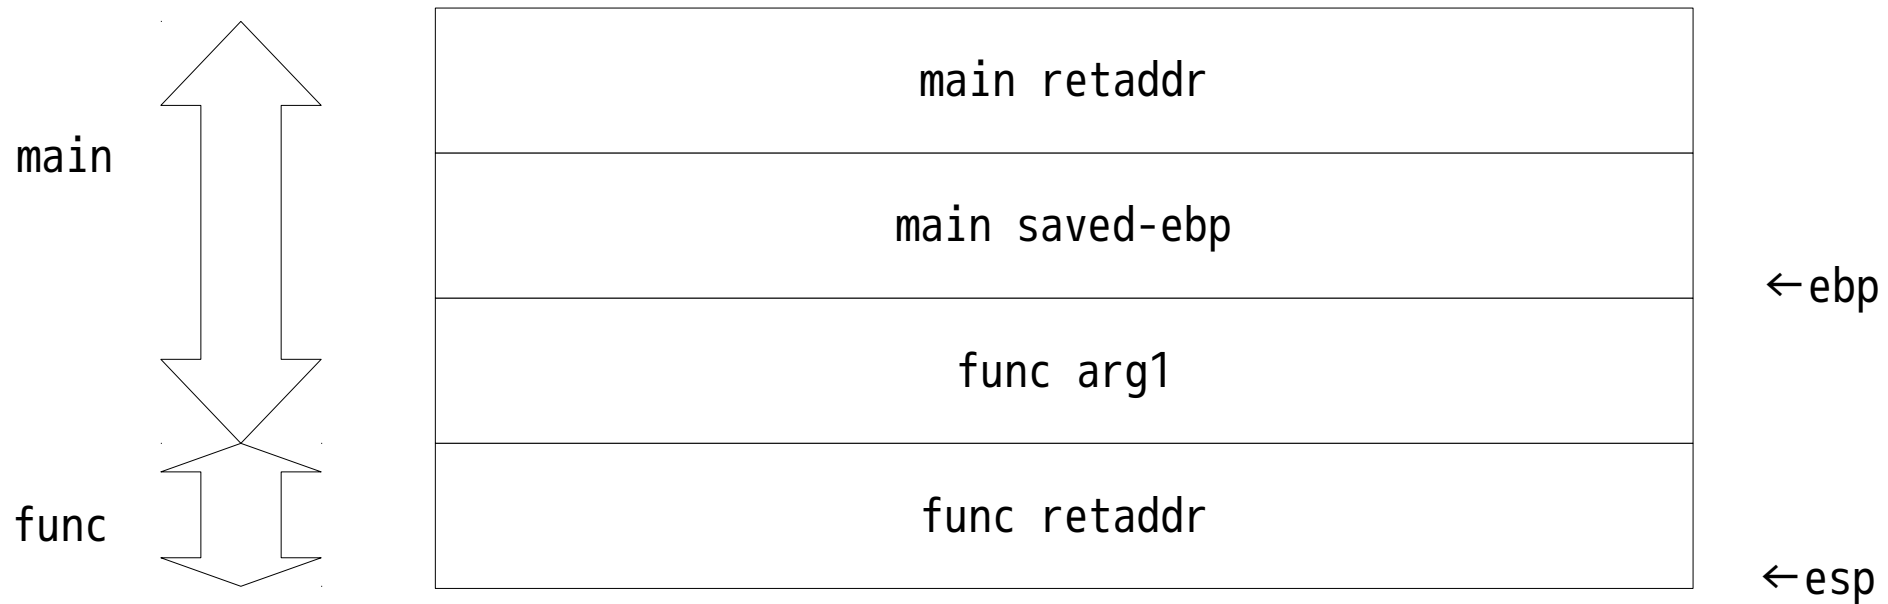 main retaddr
main
main saved-ebp
←ebp
func arg1
func retaddr
func
←esp